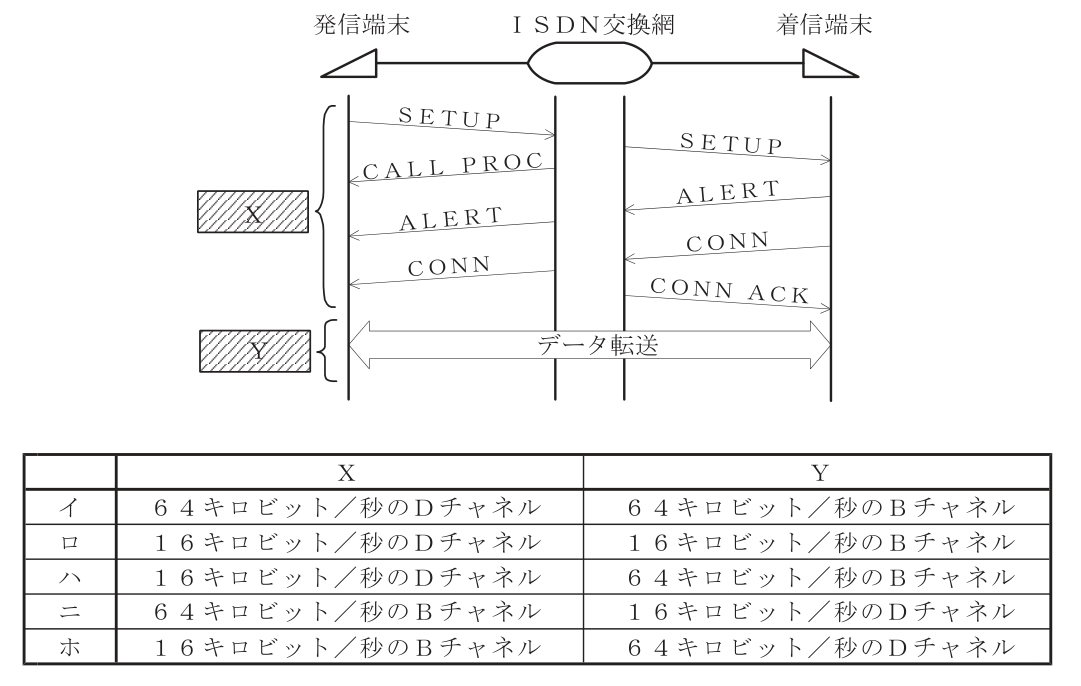 発信端末 ＩＳＤＮ交換網 着信端末
ＳＥＴＵＰ
ＳＥＴＵＰ
ＣＡＬＬ ＰＲＯＣ
ＡＬＥＲＴ
Ｘ
ＡＬＥＲＴ
ＣＯＮＮ
ＣＯＮＮ
ＣＯＮＮ ＡＣＫ
Ｙ
データ転送
Ｘ Ｙ
イ ６４キロビット／秒のＤチャネル ６４キロビット／秒のＢチャネル
ロ １６キロビット／秒のＤチャネル １６キロビット／秒のＢチャネル
ハ １６キロビット／秒のＤチャネル ６４キロビット／秒のＢチャネル
ニ ６４キロビット／秒のＢチャネル １６キロビット／秒のＤチャネル
ホ １６キロビット／秒のＢチャネル ６４キロビット／秒のＤチャネル